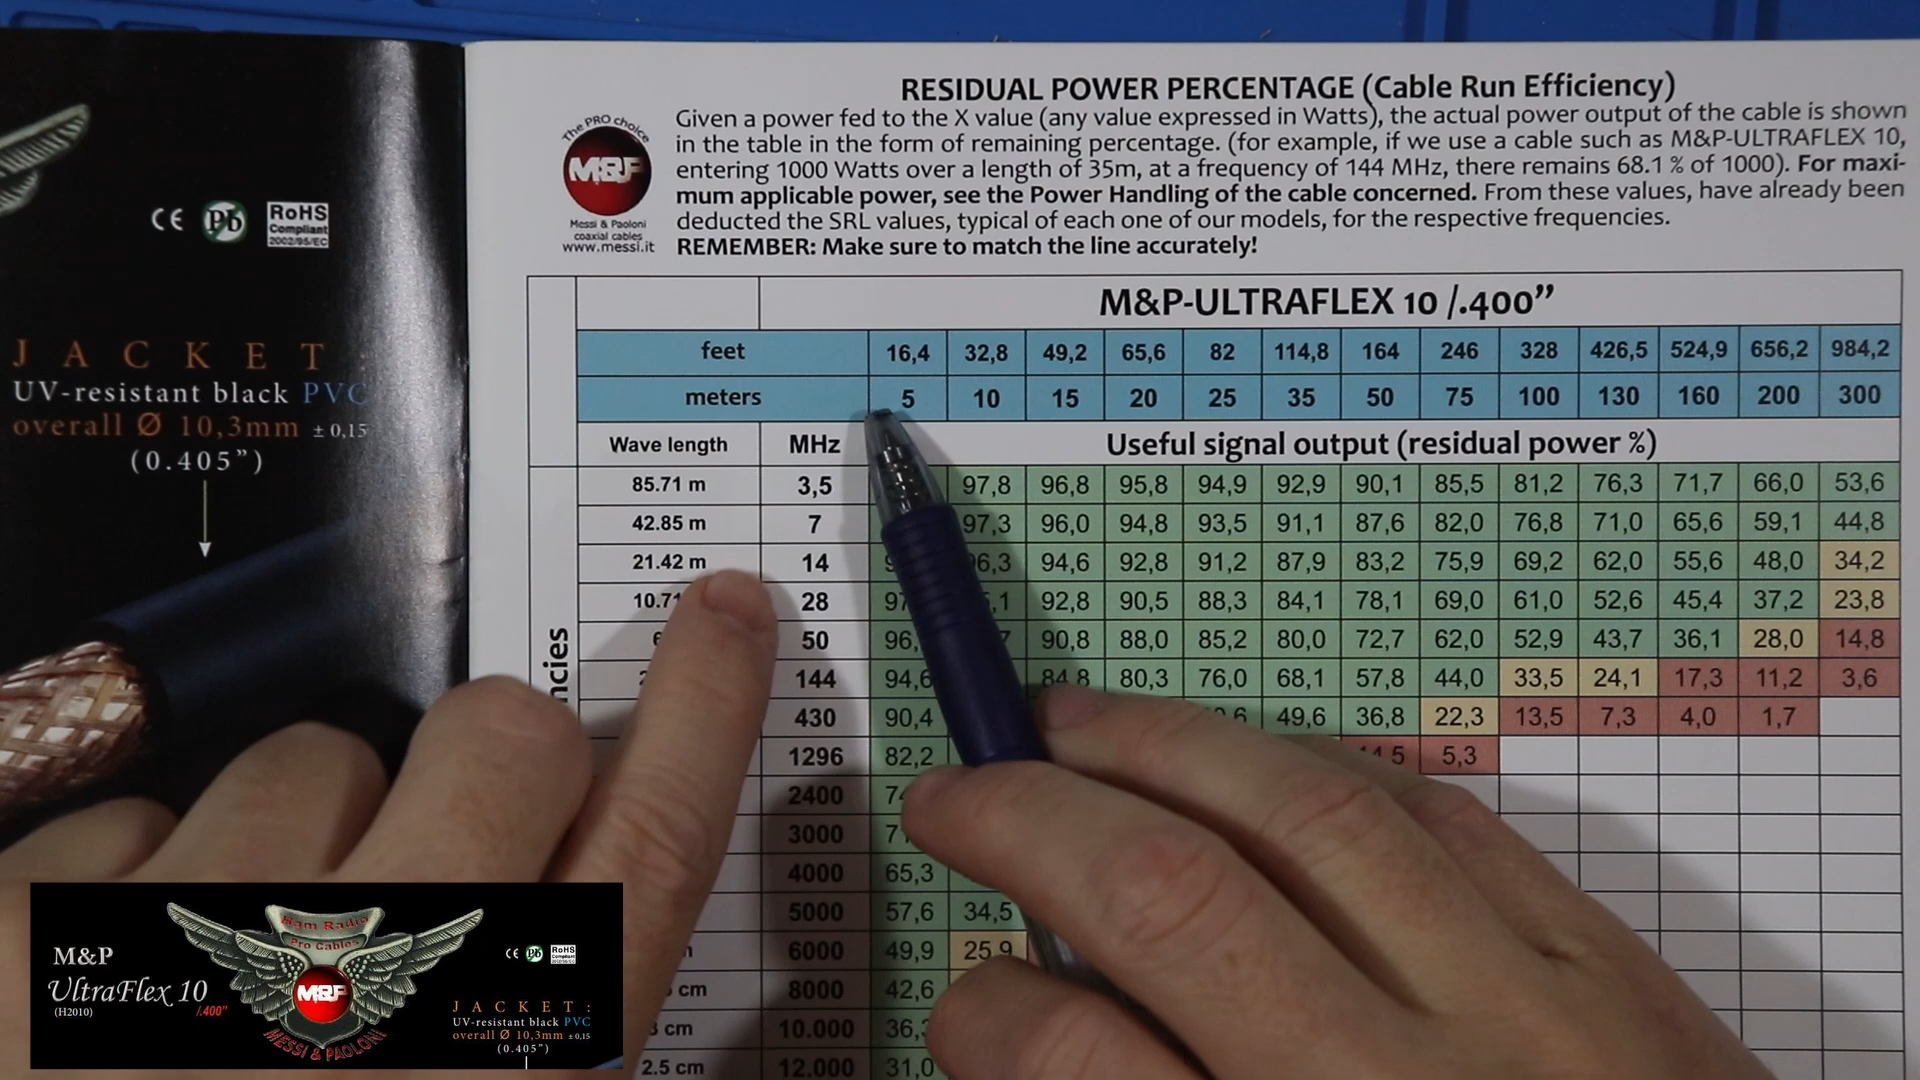 RESIDUAL POWER PERCENTAGE (Cable Run Efficiency)
Given a power fed to the X value (any value expressed in Watts), the actual power output of the cable is shown
in the table in the form of remaining percentage. (for example, if we use a cable such as M&P-ULTRAFLEX 10,
entering 1000 Watts over a length of 35m, at a frequency of 144 MHz, there remains 68.1 % of 1000). For maxi-
mum applicable power, see the Power Handling of the cable concerned. From these values, have already been
deducted the SRL values, typical of each one of our models, for the respective frequencies.
REMEMBER: Make sure to match the line accurately!
The PRO choice
M&P
Messi & Paoloni
coaxial cables
www.messi.it
CE Pb RoHS
Compliant
2002/95/EC
JACKET:
UV-resistant black PVC
overall Ø 10,3mm ± 0,15
(0.405”)
M&P-ULTRAFLEX 10 /.400”
feet 16,4 32,8 49,2 65,6 82 114,8 164 246 328 426,5 524,9 656,2 984,2
meters 5 10 15 20 25 35 50 75 100 130 160 200 300
Wave length MHz Useful signal output (residual power %)
85.71 m 3,5 97,8 96,8 95,8 94,9 92,9 90,1 85,5 81,2 76,3 71,7 66,0 53,6
42.85 m 7 97,3 96,0 94,8 93,5 91,1 87,6 82,0 76,8 71,0 65,6 59,1 44,8
21.42 m 14 94,6 92,8 91,2 87,9 83,2 75,9 69,2 62,0 55,6 48,0 34,2
28 92,8 90,5 88,3 84,1 78,1 69,0 61,0 52,6 45,4 37,2 23,8
50 90,8 88,0 85,2 80,0 72,7 62,0 52,9 43,7 36,1 28,0 14,8
144 94,6 84,8 80,3 76,0 68,1 57,8 44,0 33,5 24,1 17,3 11,2 3,6
430 90,4 49,6 36,8 22,3 13,5 7,3 4,0 1,7
1296 82,2 5,3
2400
3000
4000 65,3
5000 57,6 34,5
6000 49,9 25,9
cm 8000 42,6
cm 10.000
2.5 cm 12.000 31,0
M&P
UltraFlex 10
/.400”
(H2010)
Ham Radio
Pro Cables
M&P
MESSI & PAOLONI
CE Pb RoHS
JACKET:
UV-resistant black PVC
overall Ø 10,3mm ± 0,15
(0.405”)